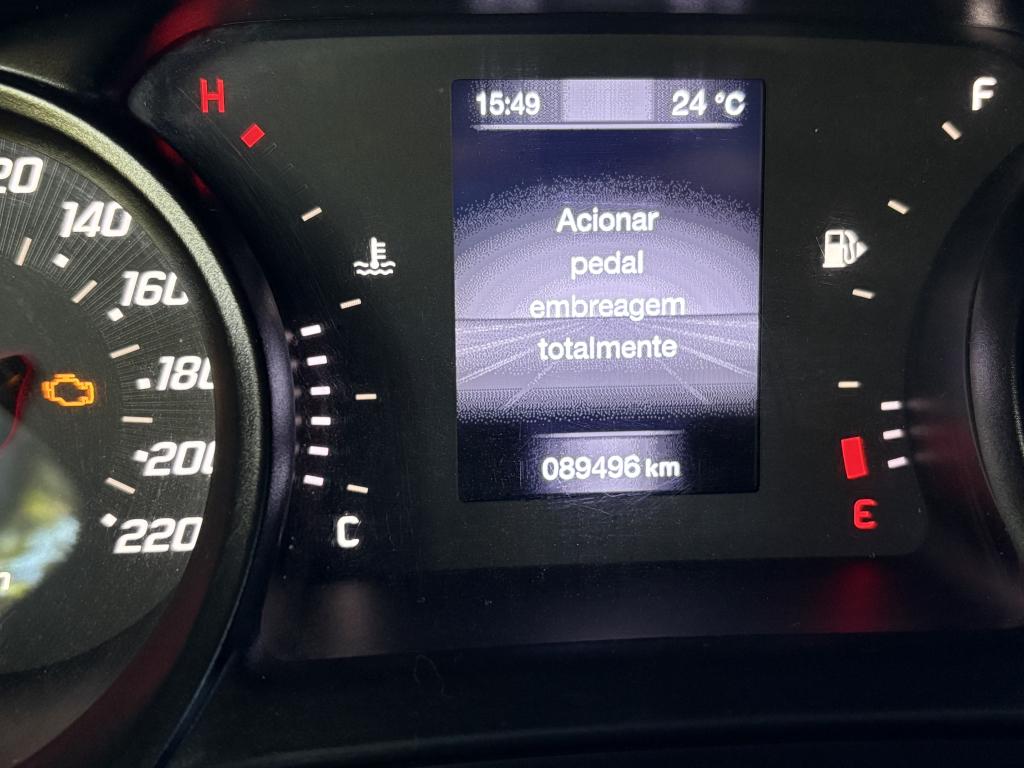 15:49 24 °C
H
F
140
160
180
200
220
Acionar
pedal
embreagem
totalmente
089496 km
C
E